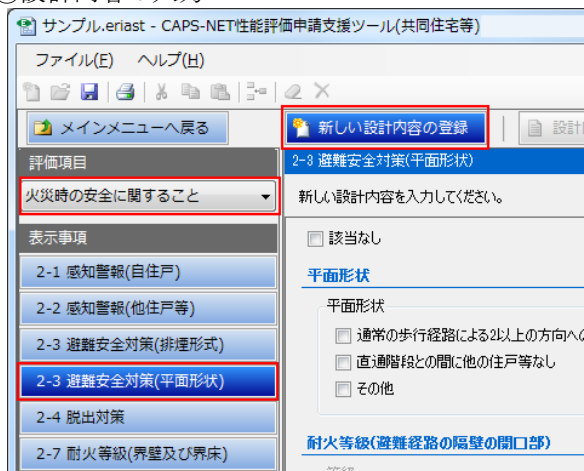 サンプル.eriast - CAPS-NET性能評価申請支援ツール(共同住宅等)
ファイル(F) ヘルプ(H)
メインメニューへ戻る
新しい設計内容の登録
評価項目
2-3 避難安全対策(平面形状)
火災時の安全に関すること
新しい設計内容を入力してください。
表示事項
該当なし
2-1 感知警報(自住戸)
平面形状
2-2 感知警報(他住戸等)
平面形状
2-3 避難安全対策(排煙形式)
通常の歩行経路による2以上の方向への
直通階段との間に他の住戸等なし
2-3 避難安全対策(平面形状)
その他
2-4 脱出対策
耐火等級(避難経路の隔壁の開口部)
2-7 耐火等級(界壁及び界床)